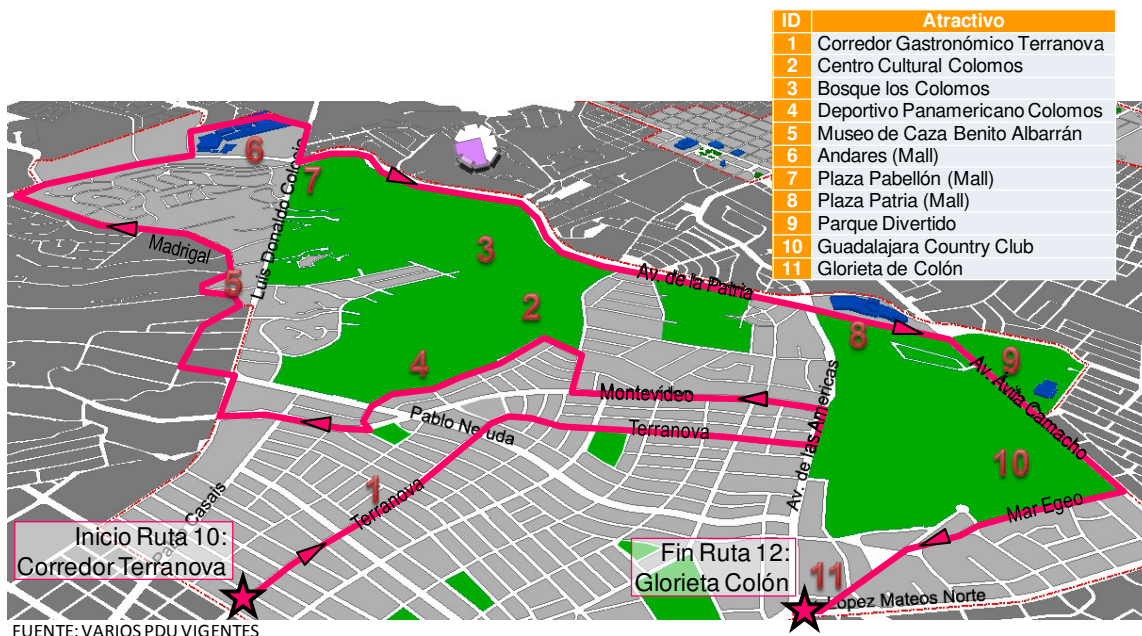 ID Atractivo
1 Corredor Gastronómico Terranova
2 Centro Cultural Colomos
3 Bosque los Colomos
4 Deportivo Panamericano Colomos
5 Museo de Caza Benito Albarrán
6 Andares (Mall)
7 Plaza Pabellón (Mall)
8 Plaza Patria (Mall)
9 Parque Divertido
10 Guadalajara Country Club
11 Glorieta de Colón
6
7
Luis Donaldo Colosio
3
Madrigal
5
Av. de la Patria
2
8
9
4
Av. Avila Camacho
Montevideo
Pablo Neruda
Terranova
Av. de las Americas
10
1
Terranova
Mar Egeo
Casais
Inicio Ruta 10:
Corredor Terranova
Fin Ruta 12:
Glorieta Colón
11
Lopez Mateos Norte
FUENTE: VARIOS PDU VIGENTES